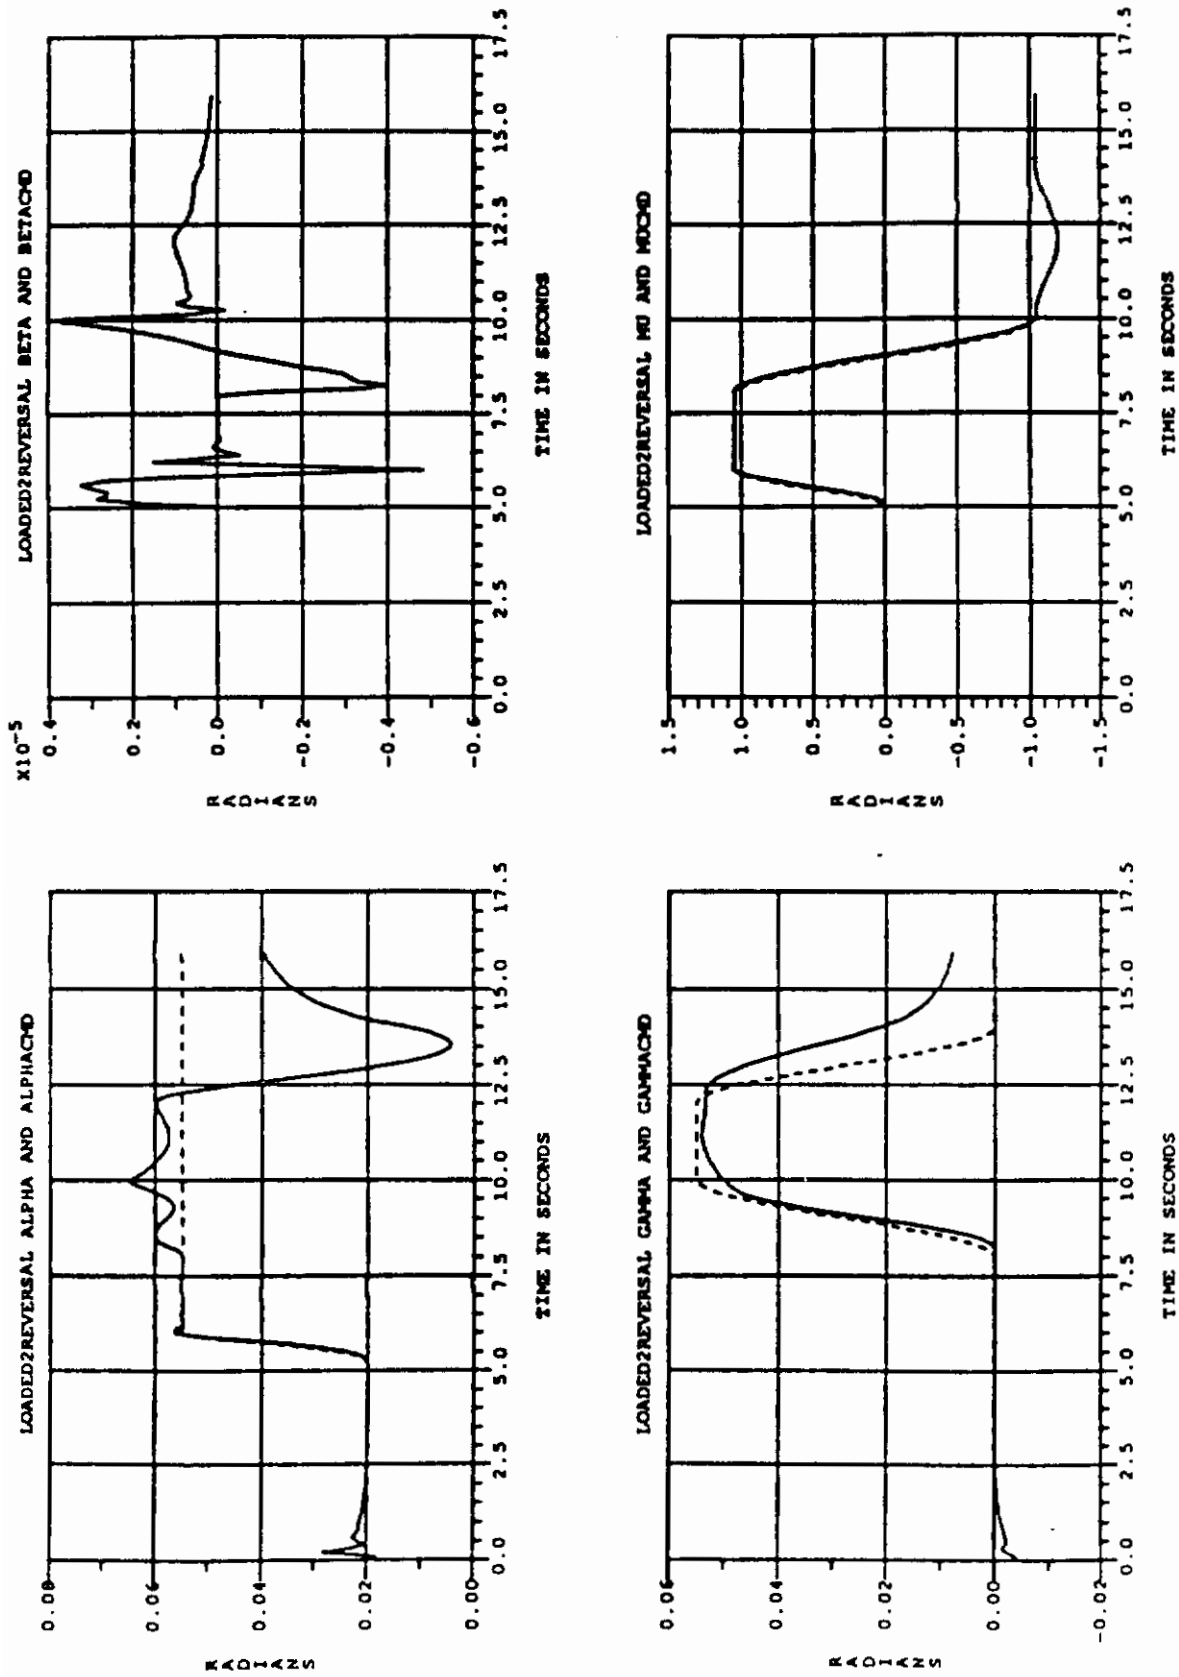 LOADED2REVERSAL ALPHA AND ALPHACMD
0.08
0.06
0.04
0.02
0.00
RADIANS
0.0 2.5 5.0 7.5 10.0 12.5 15.0 17.5
TIME IN SECONDS
LOADED2REVERSAL BETA AND BETACMD
X10-5
0.4
0.2
0.0
-0.2
-0.4
-0.6
RADIANS
0.0 2.5 5.0 7.5 10.0 12.5 15.0 17.5
TIME IN SECONDS
LOADED2REVERSAL GAMMA AND GAMMACMD
0.06
0.04
0.02
0.00
-0.02
RADIANS
0.0 2.5 5.0 7.5 10.0 12.5 15.0 17.5
TIME IN SECONDS
LOADED2REVERSAL MU AND MUCMD
1.5
1.0
0.5
0.0
-0.5
-1.0
-1.5
RADIANS
0.0 2.5 5.0 7.5 10.0 12.5 15.0 17.5
TIME IN SECONDS